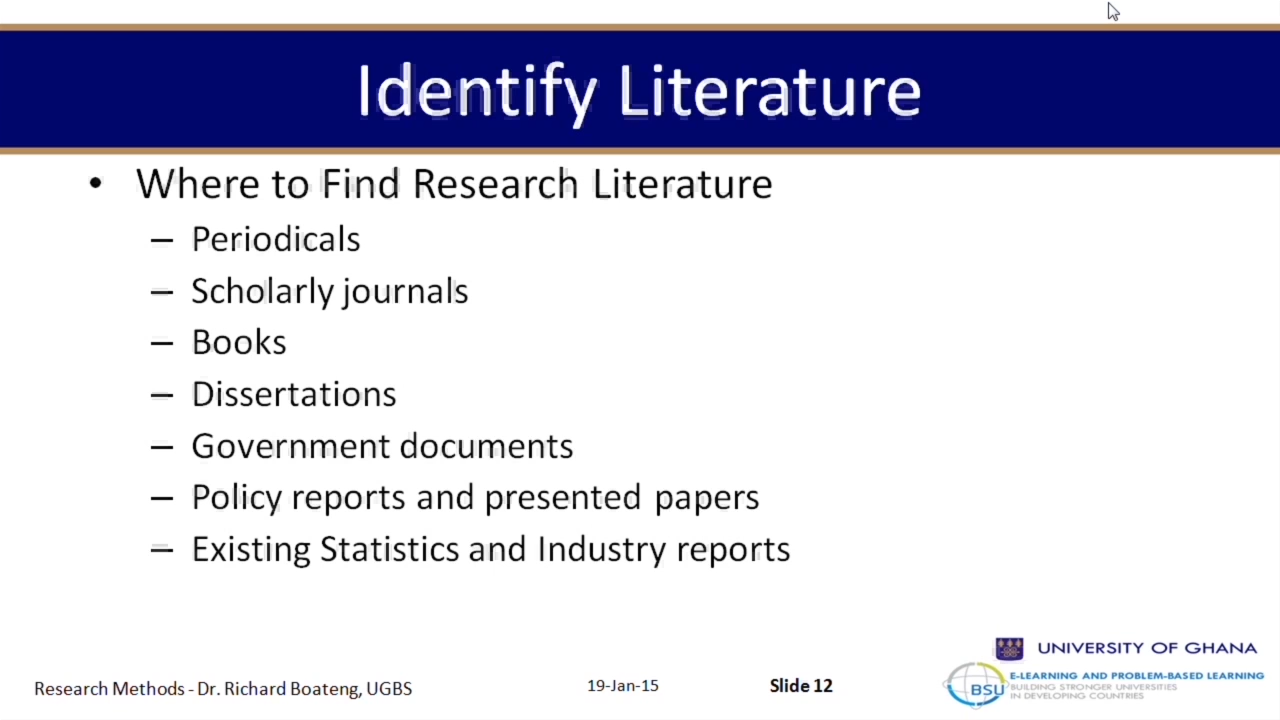 Identify Literature
• Where to Find Research Literature
– Periodicals
– Scholarly journals
– Books
– Dissertations
– Government documents
– Policy reports and presented papers
– Existing Statistics and Industry reports
UNIVERSITY OF GHANA
BSU
E-LEARNING AND PROBLEM-BASED LEARNING
BUILDING STRONGER UNIVERSITIES
IN DEVELOPING COUNTRIES
Research Methods - Dr. Richard Boateng, UGBS
19-Jan-15
Slide 12